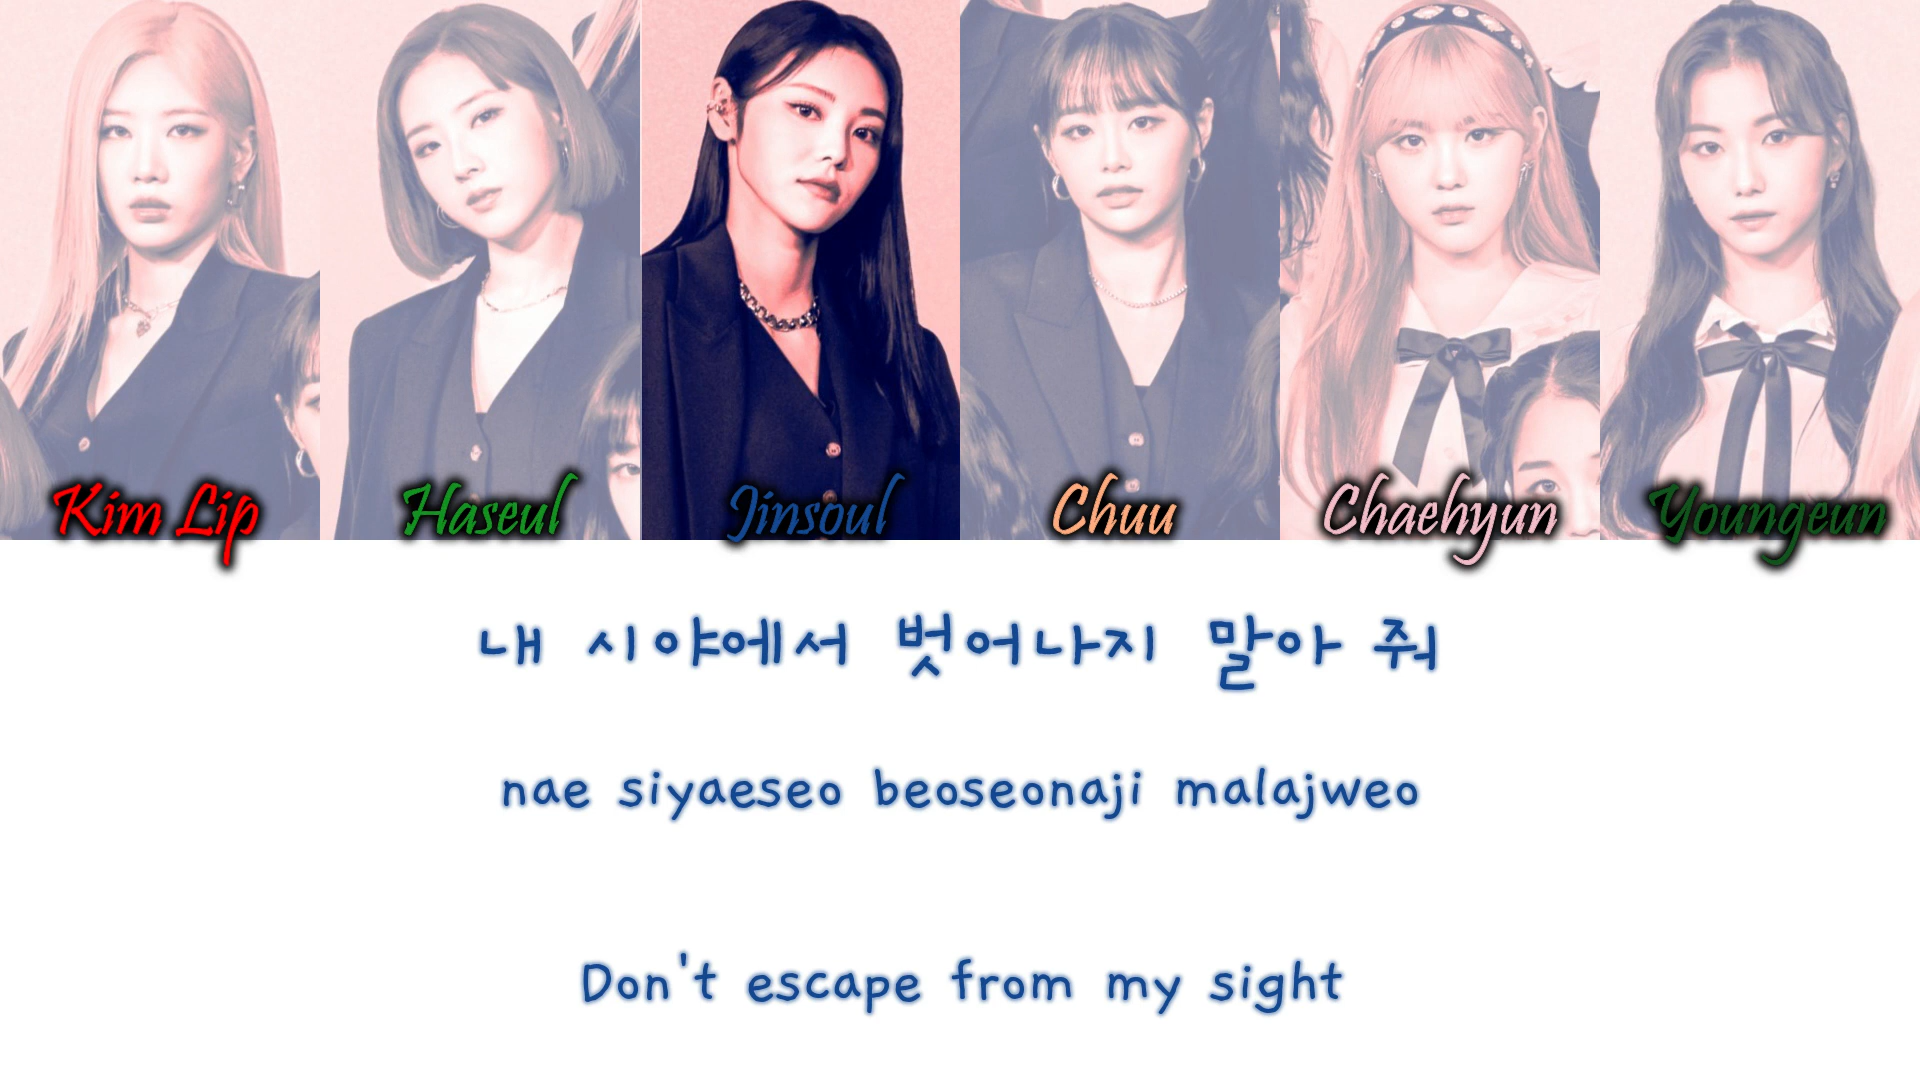 Kim Lip
Haseul
Jinsoul
Chuu
Chaehyun
Youngeun
내 시야에서 벗어나지 말아 줘
nae siyaeseo beoseonaji malajweo
Don't escape from my sight